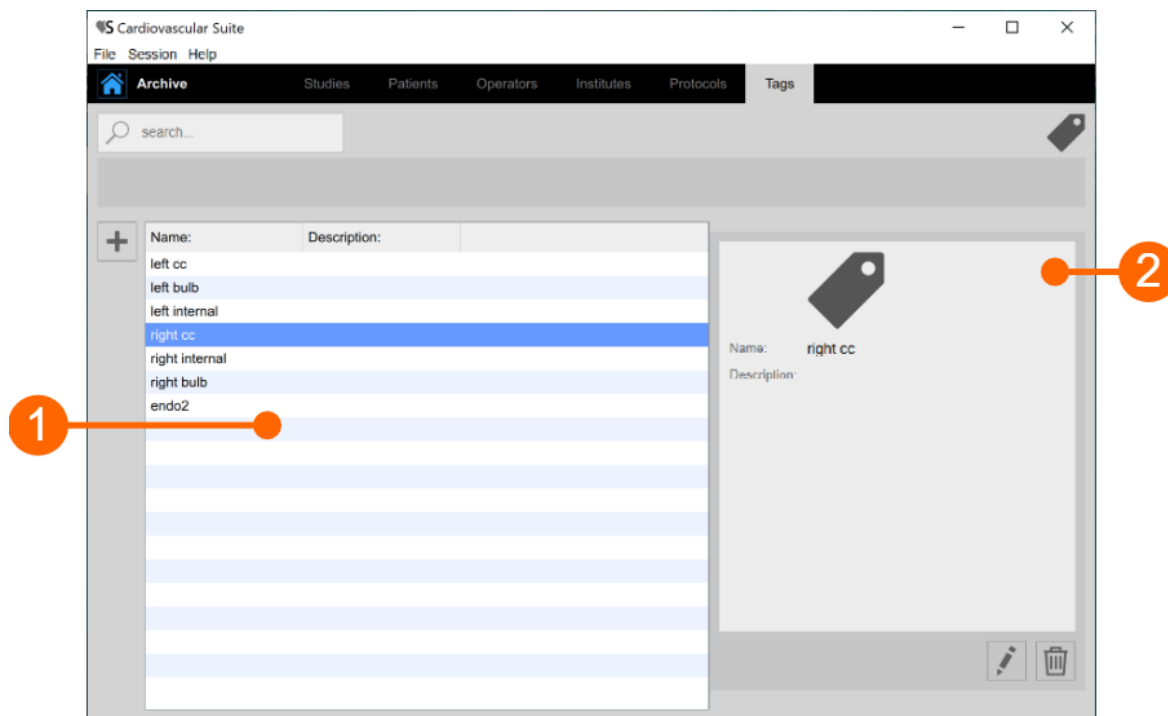 S Cardiovascular Suite
File Session Help
Archive Studies Patients Operators Institutes Protocols Tags
search...
Name: Description:
left cc
left bulb
left internal
right cc
right internal
right bulb
endo2
Name: right cc
Description:
1
2